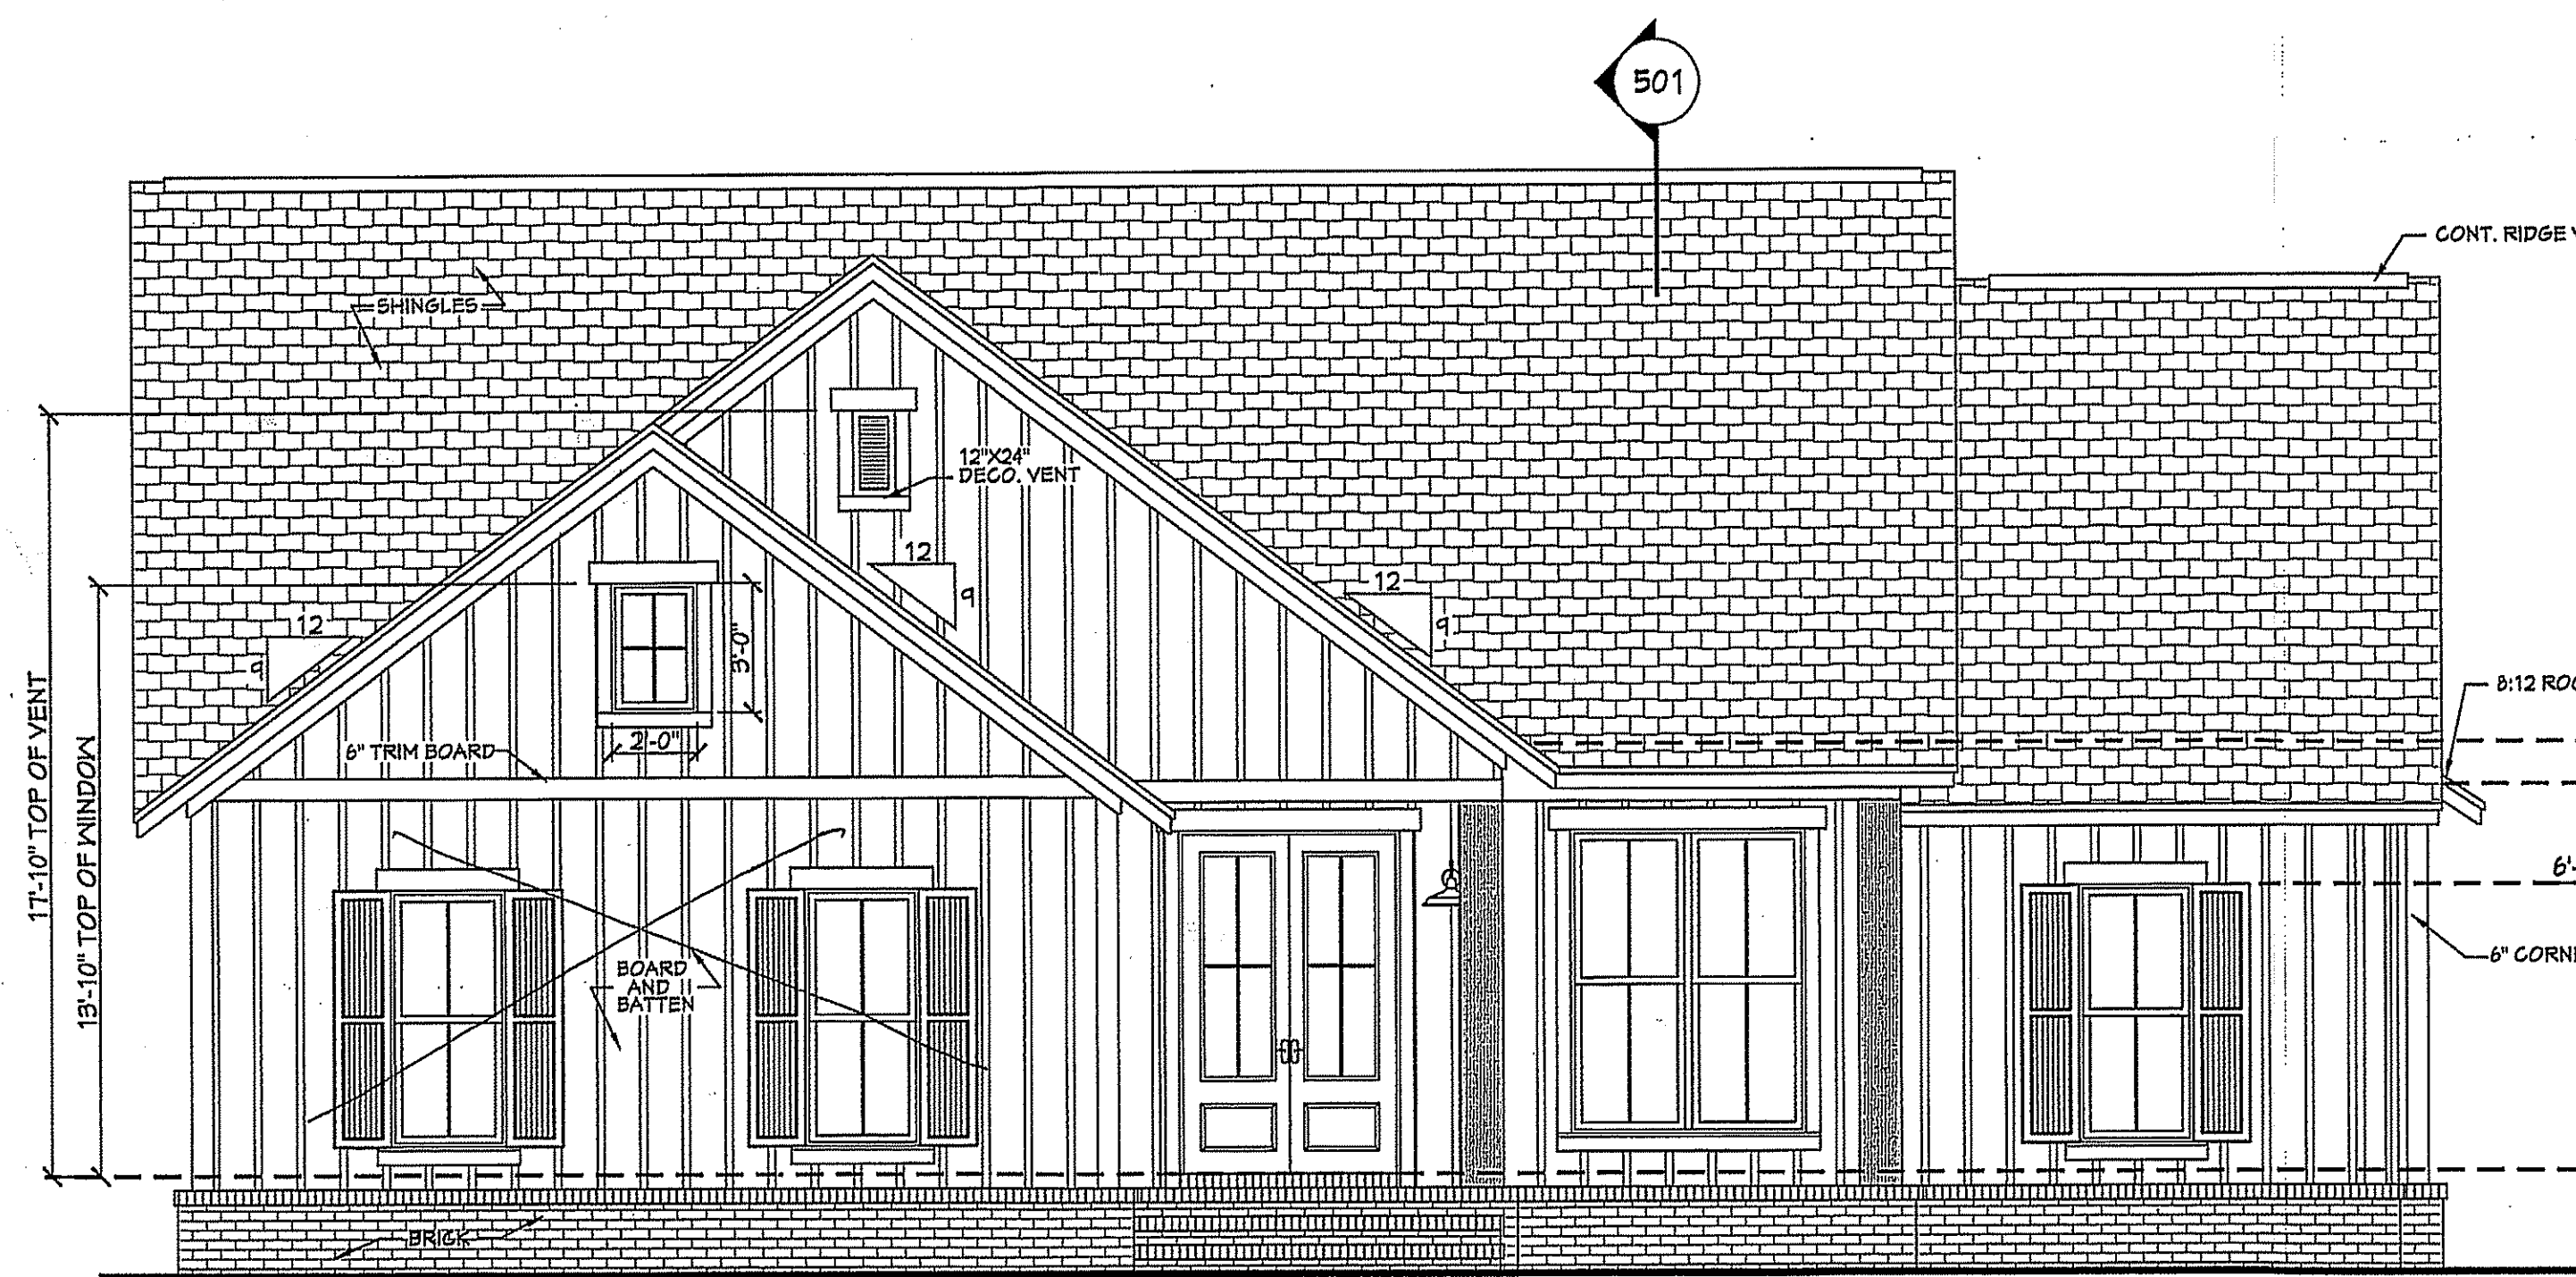 501
CONT. RIDGE
SHINGLES
12"X24"
DECO. VENT
12
9
12
9
12
9
3'-0"
2'-0"
8:12
6" TRIM BOARD
17'-10" TOP OF VENT
13'-10" TOP OF WINDOW
6'-
6" CORN
BOARD
AND
BATTEN
BRICK